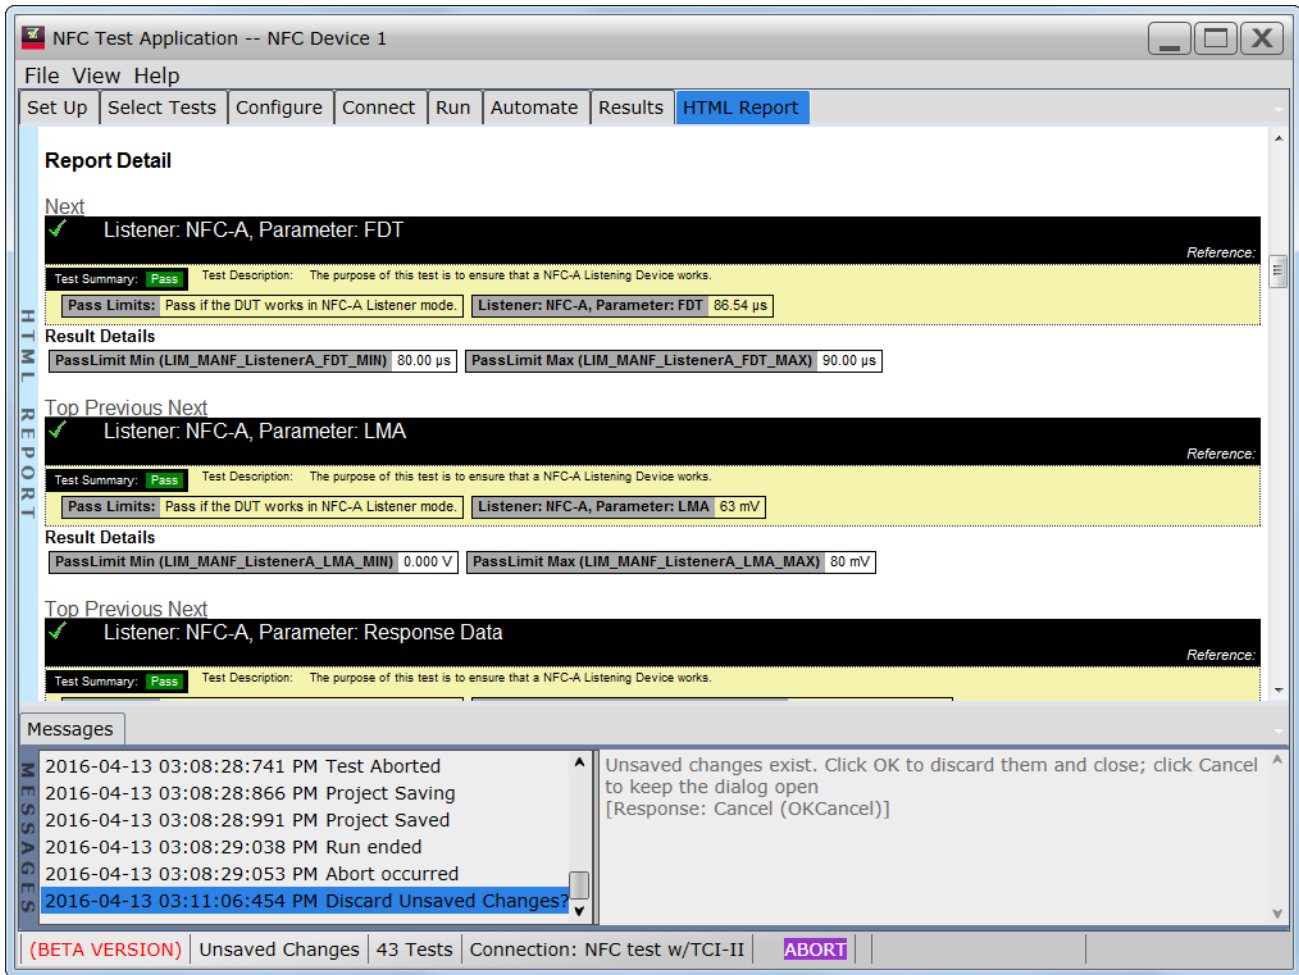 NFC Test Application -- NFC Device 1
File View Help
Set Up Select Tests Configure Connect Run Automate Results HTML Report
HTML REPORT
Report Detail
Next
Listener: NFC-A, Parameter: FDT
Reference:
Test Summary: Pass Test Description: The purpose of this test is to ensure that a NFC-A Listening Device works.
Pass Limits: Pass if the DUT works in NFC-A Listener mode. Listener: NFC-A, Parameter: FDT 86.54 µs
Result Details
PassLimit Min (LIM_MANF_ListenerA_FDT_MIN) 80.00 µs PassLimit Max (LIM_MANF_ListenerA_FDT_MAX) 90.00 µs
Top Previous Next
Listener: NFC-A, Parameter: LMA
Reference:
Test Summary: Pass Test Description: The purpose of this test is to ensure that a NFC-A Listening Device works.
Pass Limits: Pass if the DUT works in NFC-A Listener mode. Listener: NFC-A, Parameter: LMA 63 mV
Result Details
PassLimit Min (LIM_MANF_ListenerA_LMA_MIN) 0.000 V PassLimit Max (LIM_MANF_ListenerA_LMA_MAX) 80 mV
Top Previous Next
Listener: NFC-A, Parameter: Response Data
Reference:
Test Summary: Pass Test Description: The purpose of this test is to ensure that a NFC-A Listening Device works.
Messages
MESSAGES
2016-04-13 03:08:28:741 PM Test Aborted
2016-04-13 03:08:28:866 PM Project Saving
2016-04-13 03:08:28:991 PM Project Saved
2016-04-13 03:08:29:038 PM Run ended
2016-04-13 03:08:29:053 PM Abort occurred
2016-04-13 03:11:06:454 PM Discard Unsaved Changes?
Unsaved changes exist. Click OK to discard them and close; click Cancel
to keep the dialog open
[Response: Cancel (OKCancel)]
(BETA VERSION) Unsaved Changes 43 Tests Connection: NFC test w/TCI-II ABORT